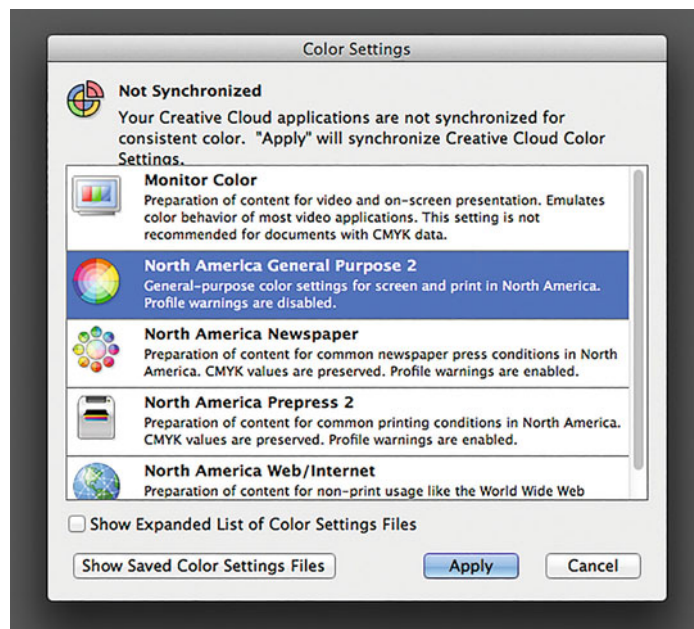 Color Settings
Not Synchronized
Your Creative Cloud applications are not synchronized for
consistent color.  "Apply" will synchronize Creative Cloud Color
Settings.
Monitor Color
Preparation of content for video and on-screen presentation. Emulates
color behavior of most video applications. This setting is not
recommended for documents with CMYK data.
North America General Purpose 2
General-purpose color settings for screen and print in North America.
Profile warnings are disabled.
North America Newspaper
Preparation of content for common newspaper press conditions in North
America. CMYK values are preserved. Profile warnings are enabled.
North America Prepress 2
Preparation of content for common printing conditions in North America.
CMYK values are preserved. Profile warnings are enabled.
North America Web/Internet
Preparation of content for non-print usage like the World Wide Web
Show Expanded List of Color Settings Files
Show Saved Color Settings Files
Apply
Cancel